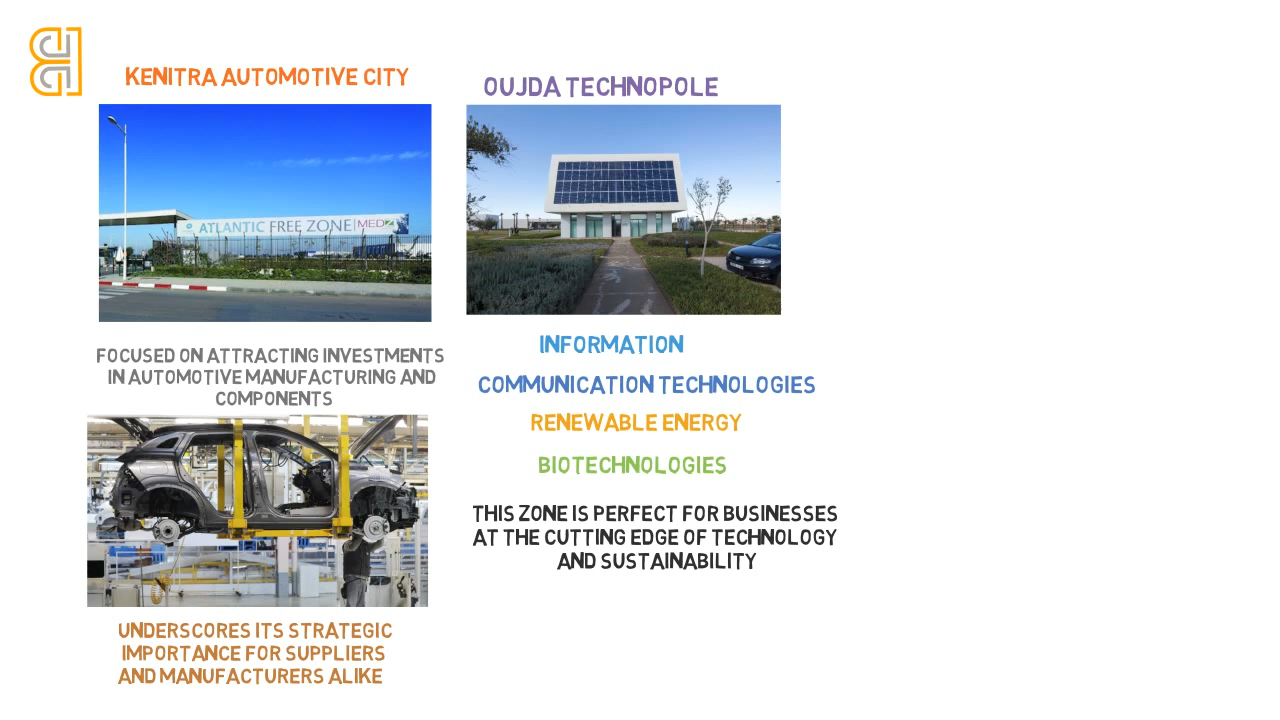 KENITRA AUTOMOTIVE CITY
ATLANTIC FREE ZONE MEDZ
FOCUSED ON ATTRACTING INVESTMENTS
IN AUTOMOTIVE MANUFACTURING AND
COMPONENTS
UNDERSCORES ITS STRATEGIC
IMPORTANCE FOR SUPPLIERS
AND MANUFACTURERS ALIKE
OUJDA TECHNOPOLE
INFORMATION
COMMUNICATION TECHNOLOGIES
RENEWABLE ENERGY
BIOTECHNOLOGIES
THIS ZONE IS PERFECT FOR BUSINESSES
AT THE CUTTING EDGE OF TECHNOLOGY
AND SUSTAINABILITY